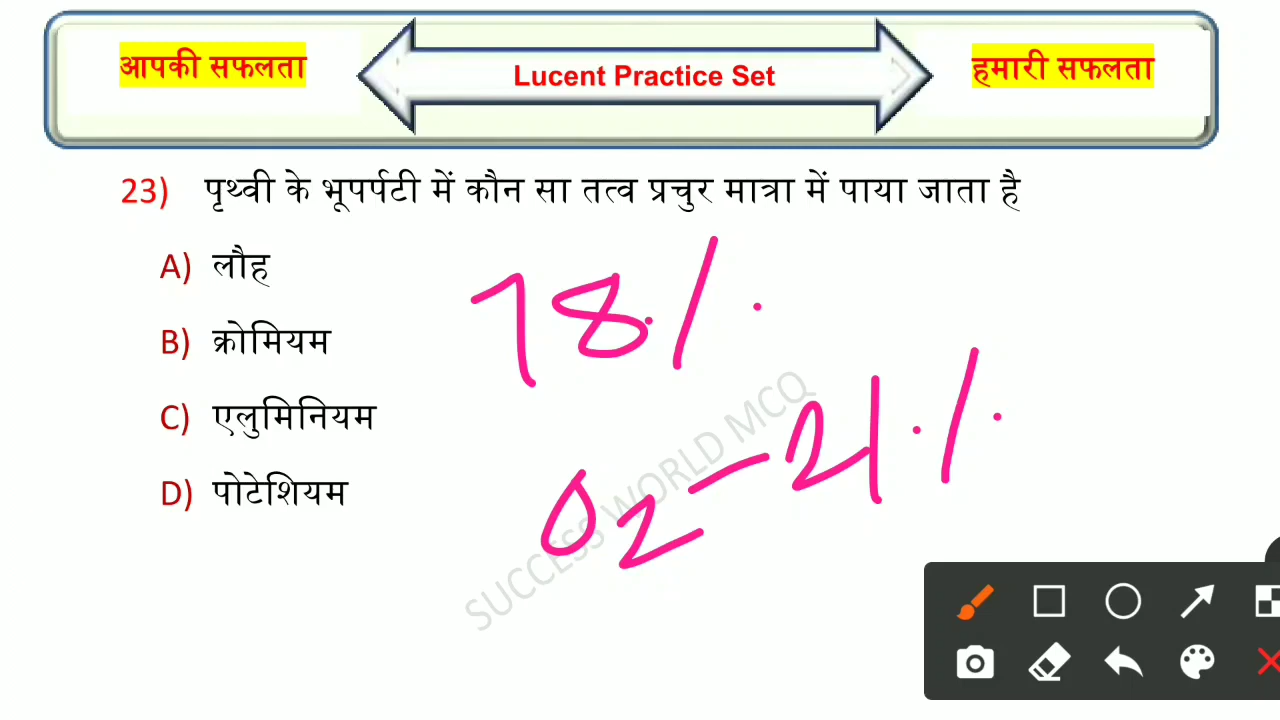 आपकी सफलता
Lucent Practice Set
हमारी सफलता
23) पृथ्वी के भूपर्पटी में कौन सा तत्व प्रचुर मात्रा में पाया जाता है
A) लौह
B) क्रोमियम
C) एलुमिनियम
D) पोटेशियम
78%
O2-21%
SUCCESS WORLD MCQ